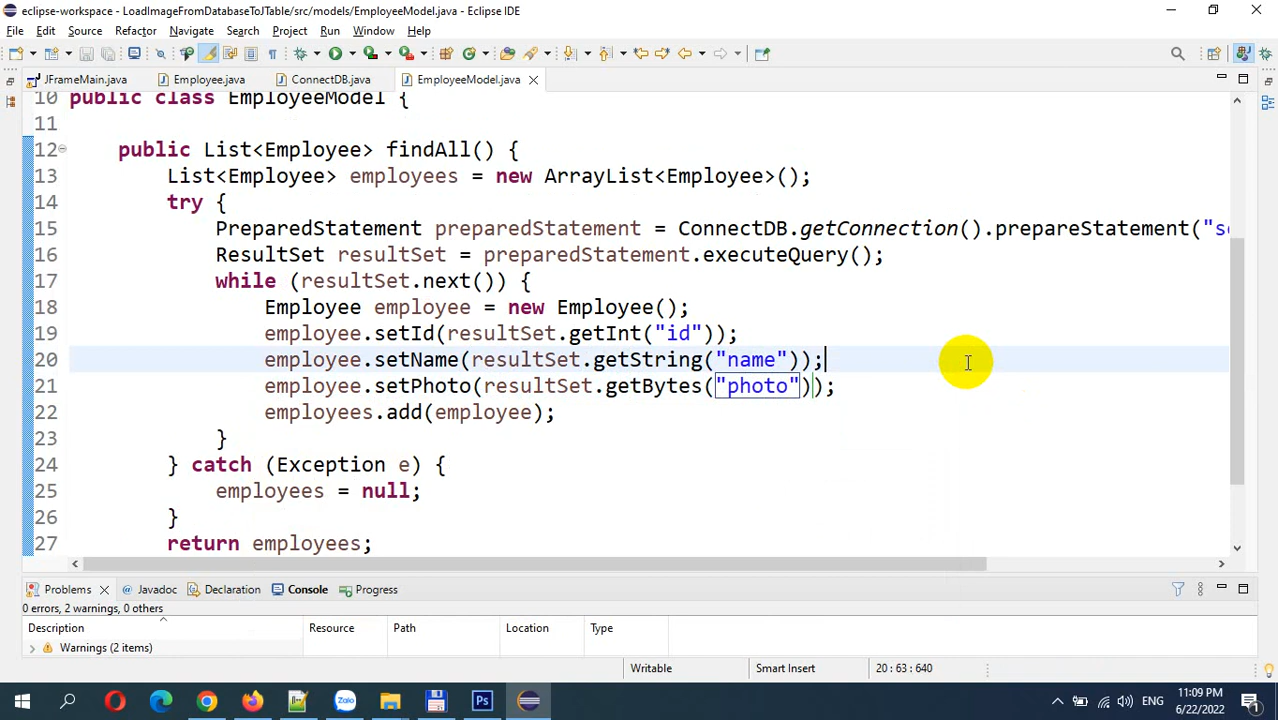 eclipse-workspace - LoadImageFromDatabaseToJTable/src/models/EmployeeModel.java - Eclipse IDE
File Edit Source Refactor Navigate Search Project Run Window Help
JFrameMain.java Employee.java ConnectDB.java EmployeeModel.java
10 public class EmployeeModel {
11
12 public List<Employee> findAll() {
13 List<Employee> employees = new ArrayList<Employee>();
14 try {
15 PreparedStatement preparedStatement = ConnectDB.getConnection().prepareStatement("se
16 ResultSet resultSet = preparedStatement.executeQuery();
17 while (resultSet.next()) {
18 Employee employee = new Employee();
19 employee.setId(resultSet.getInt("id"));
20 employee.setName(resultSet.getString("name"));
21 employee.setPhoto(resultSet.getBytes("photo"));
22 employees.add(employee);
23 }
24 } catch (Exception e) {
25 employees = null;
26 }
27 return employees;
Problems Javadoc Declaration Console Progress
0 errors, 2 warnings, 0 others
Description Resource Path Location Type
Warnings (2 items)
Writable Smart Insert 20 : 63 : 640
ENG 11:09 PM
6/22/2022